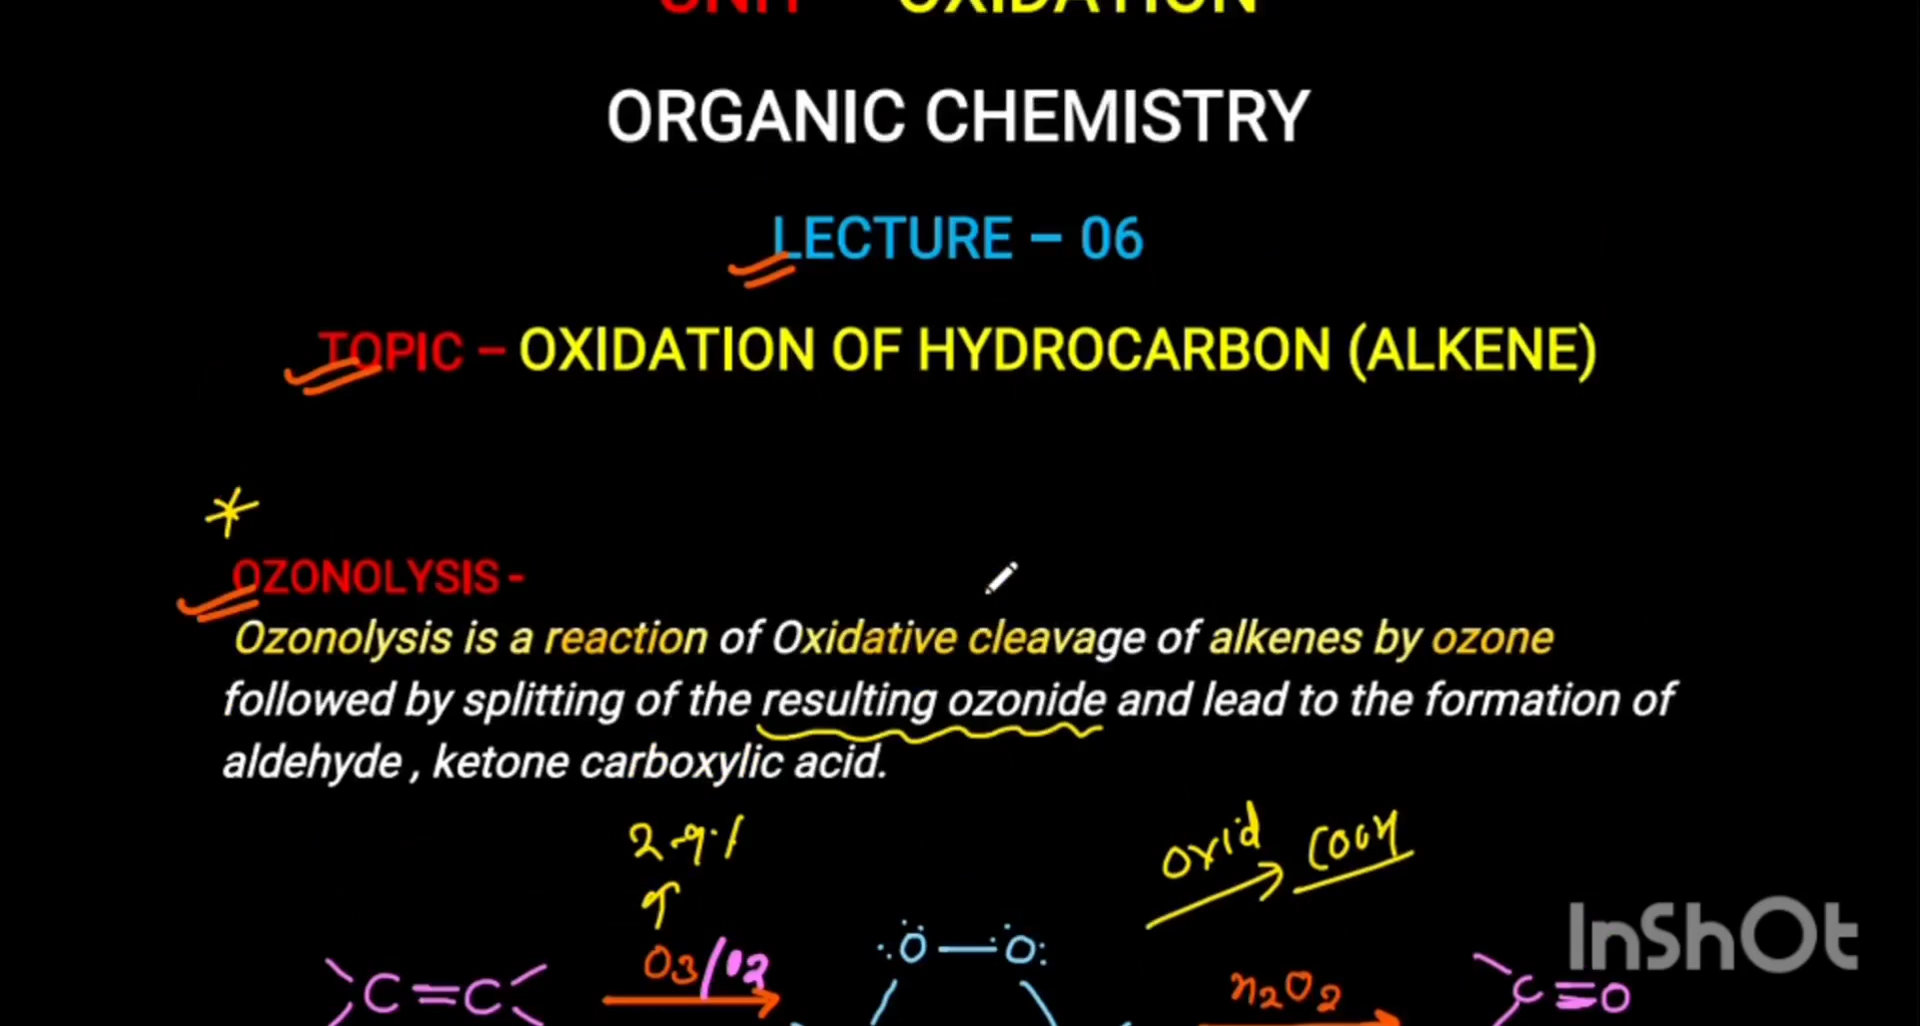 UNIT – OXIDATION
ORGANIC CHEMISTRY
LECTURE – 06
TOPIC – OXIDATION OF HYDROCARBON (ALKENE)
*
OZONOLYSIS -
Ozonolysis is a reaction of Oxidative cleavage of alkenes by ozone
followed by splitting of the resulting ozonide and lead to the formation of
aldehyde , ketone carboxylic acid.
oxid COOH
O3/O2
:O—O:
C=C
H2O2
C=O
InShOt